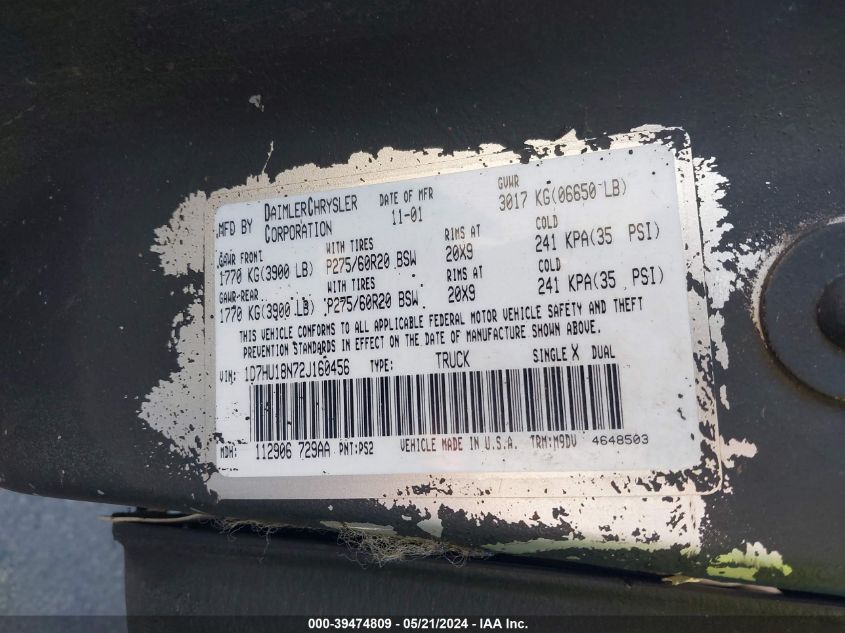 MFD BY DAIMLERCHRYSLER CORPORATION DATE OF MFR 11-01 GVWR 3017 KG(06650 LB)
GAWR FRONT WITH TIRES RIMS AT COLD
1770 KG(3900 LB) P275/60R20 BSW 20X9 241 KPA(35 PSI)
GAWR-REAR WITH TIRES RIMS AT COLD
1770 KG(3900 LB) P275/60R20 BSW 20X9 241 KPA(35 PSI)
THIS VEHICLE CONFORMS TO ALL APPLICABLE FEDERAL MOTOR VEHICLE SAFETY AND THEFT
PREVENTION STANDARDS IN EFFECT ON THE DATE OF MANUFACTURE SHOWN ABOVE.
VIN: 1D7HU18N72J160456 TYPE: TRUCK SINGLE X DUAL
MDH: 112906 729AA PNT:PS2 VEHICLE MADE IN U.S.A. TRM:M9DV 4648503
000-39474809 - 05/21/2024 - IAA Inc.